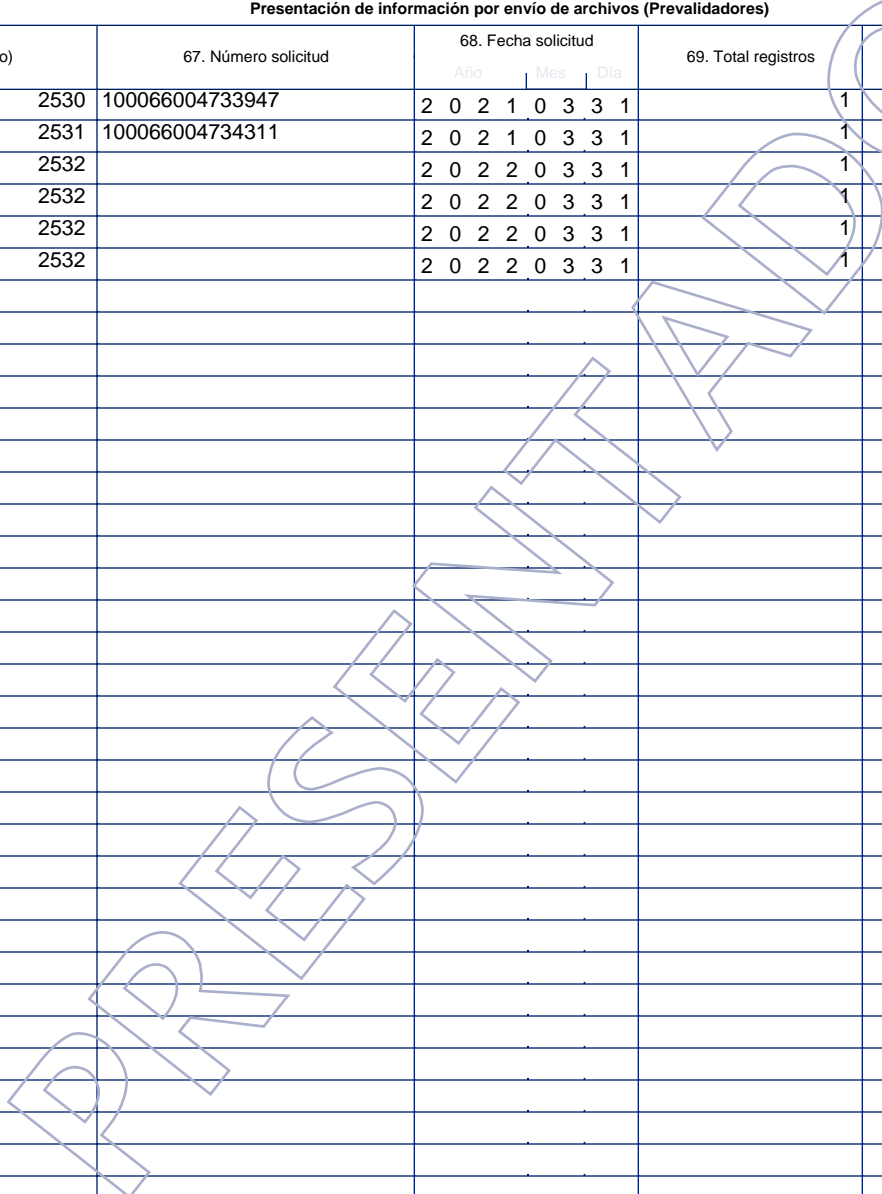 Presentación de información por envío de archivos (Prevalidadores)
o) 67. Número solicitud 68. Fecha solicitud 69. Total registros
Año Mes Día
2530 100066004733947 2 0 2 1 0 3 3 1 1
2531 100066004734311 2 0 2 1 0 3 3 1 1
2532 2 0 2 2 0 3 3 1 1
2532 2 0 2 2 0 3 3 1 1
2532 2 0 2 2 0 3 3 1 1
2532 2 0 2 2 0 3 3 1 1
PRESENTADO